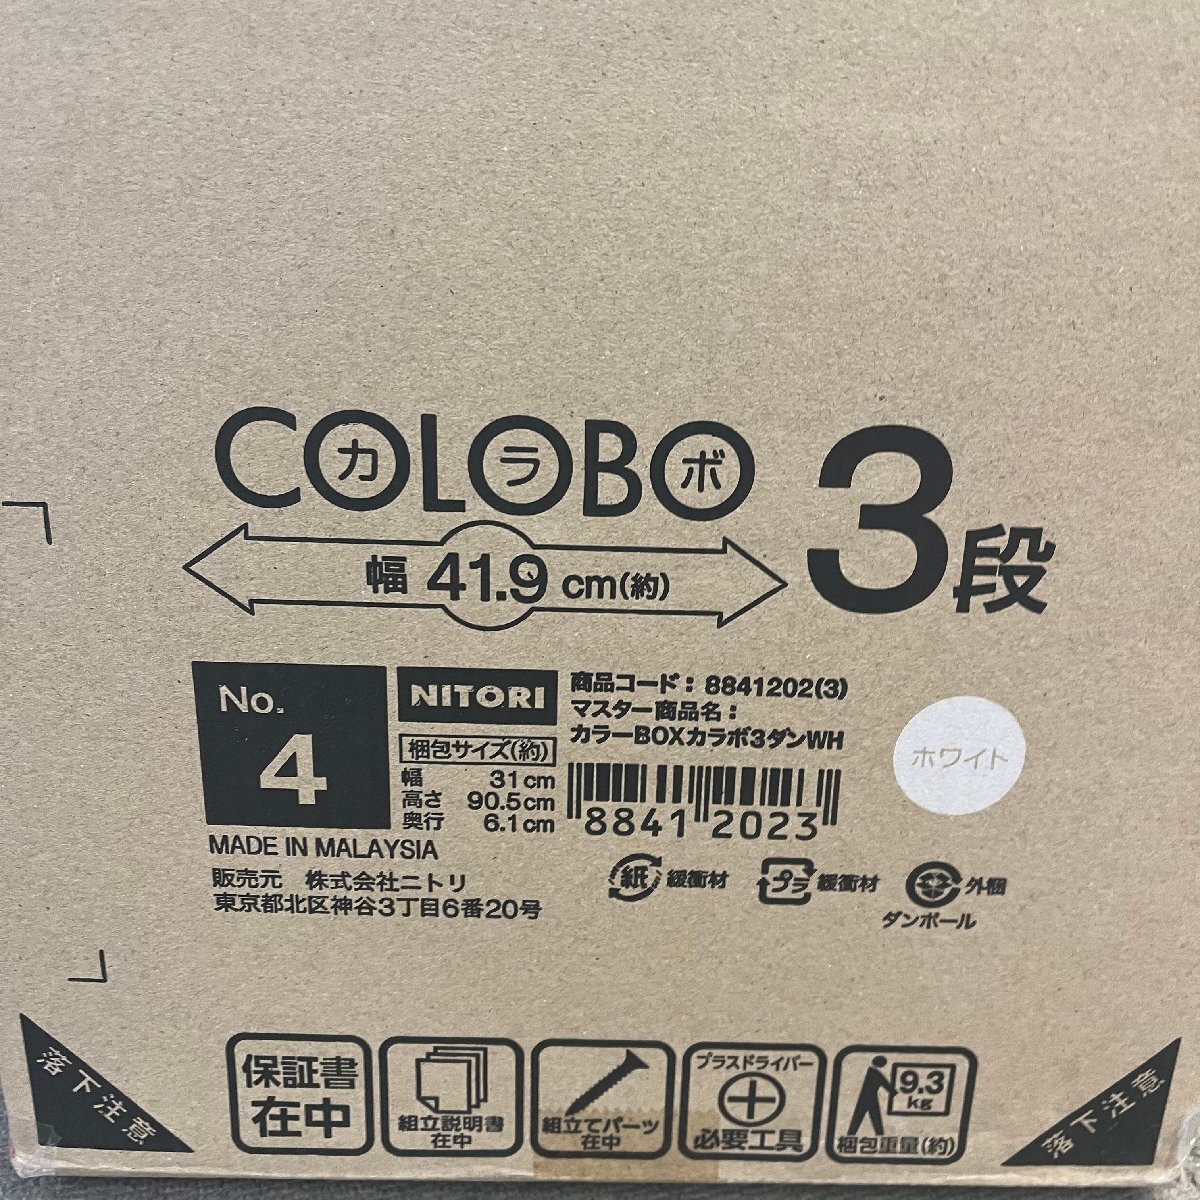 COLOBO
カラボ
3段
幅 41.9 cm(約)
No.
4
NITORI
梱包サイズ(約)
幅 31cm
高さ 90.5cm
奥行 6.1cm
商品コード：8841202(3)
マスター商品名：
カラーBOXカラボ3ダンWH
88412023
ホワイト
MADE IN MALAYSIA
販売元 株式会社ニトリ
東京都北区神谷3丁目6番20号
紙 緩衝材
プラ 緩衝材
外梱
ダンボール
落下注意
保証書
在中
組立説明書
在中
組立てパーツ
在中
プラスドライバー
必要工具
9.3
kg
梱包重量(約)
落下注意